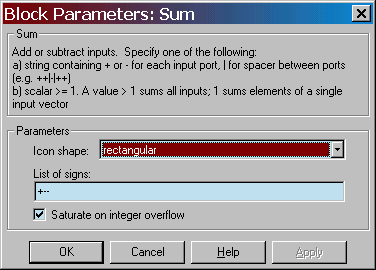 Block Parameters: Sum
Sum
Add or subtract inputs. Specify one of the following:
a) string containing + or - for each input port, | for spacer between ports
(e.g. ++|-|++)
b) scalar >= 1. A value > 1 sums all inputs; 1 sums elements of a single
input vector
Parameters
Icon shape: rectangular
List of signs:
+--
Saturate on integer overflow
OK Cancel Help Apply